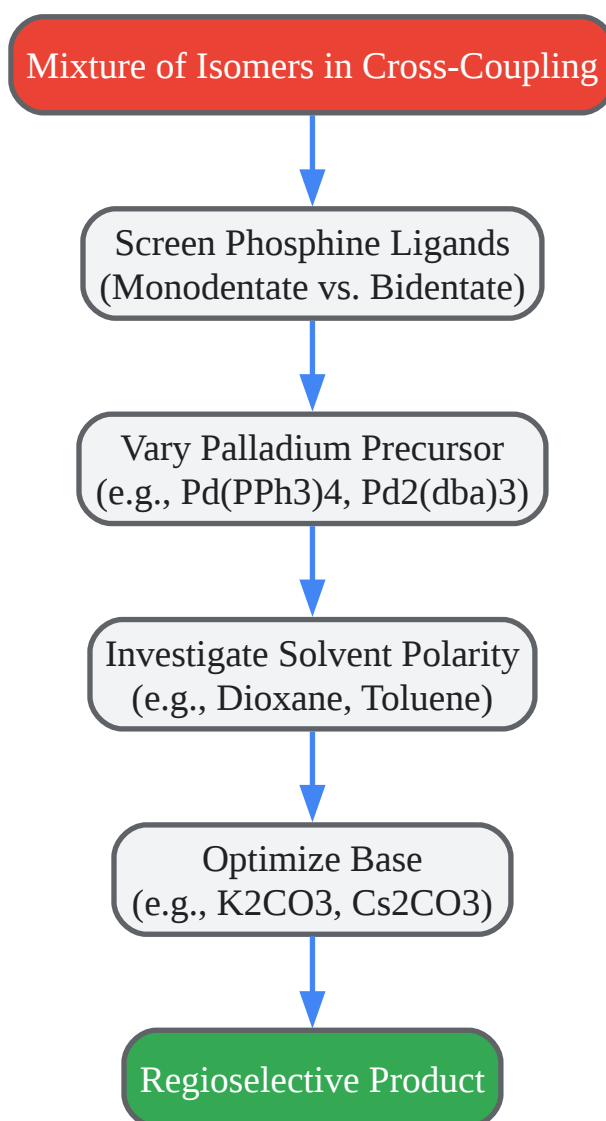 Mixture of Isomers in Cross-Coupling
Screen Phosphine Ligands
(Monodentate vs. Bidentate)
Vary Palladium Precursor
(e.g., Pd(PPh3)4, Pd2(dba)3)
Investigate Solvent Polarity
(e.g., Dioxane, Toluene)
Optimize Base
(e.g., K2CO3, Cs2CO3)
Regioselective Product